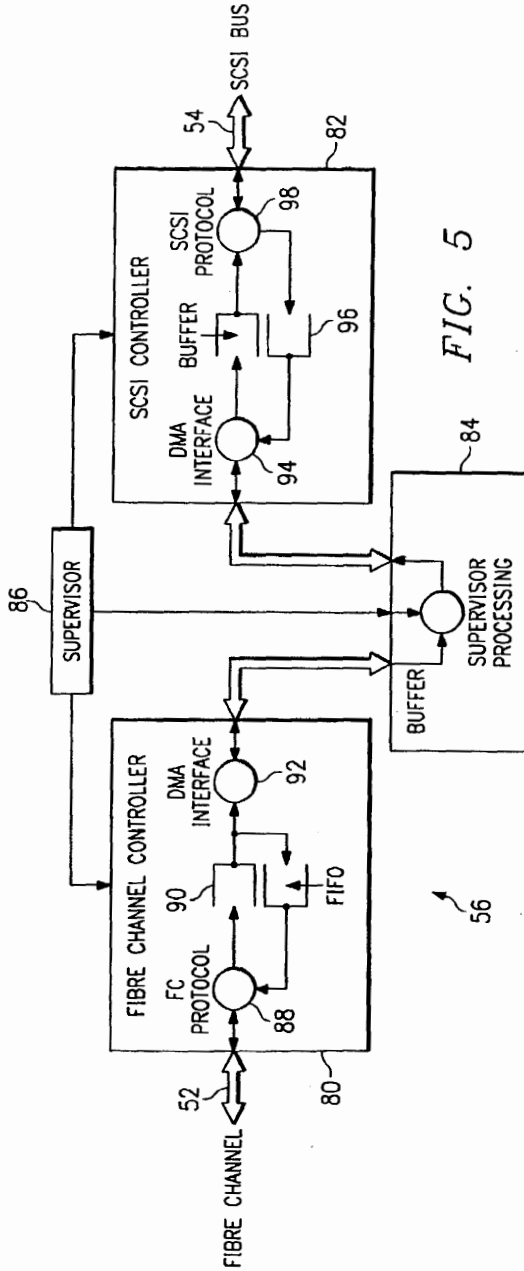 86
SUPERVISOR
FIBRE CHANNEL CONTROLLER
FC
PROTOCOL
90
DMA
INTERFACE
88
FIFO
92
FIBRE CHANNEL
52
80
SCSI CONTROLLER
DMA
INTERFACE
BUFFER
SCSI
PROTOCOL
94
98
96
54
SCSI BUS
82
BUFFER
SUPERVISOR
PROCESSING
84
56
FIG. 5